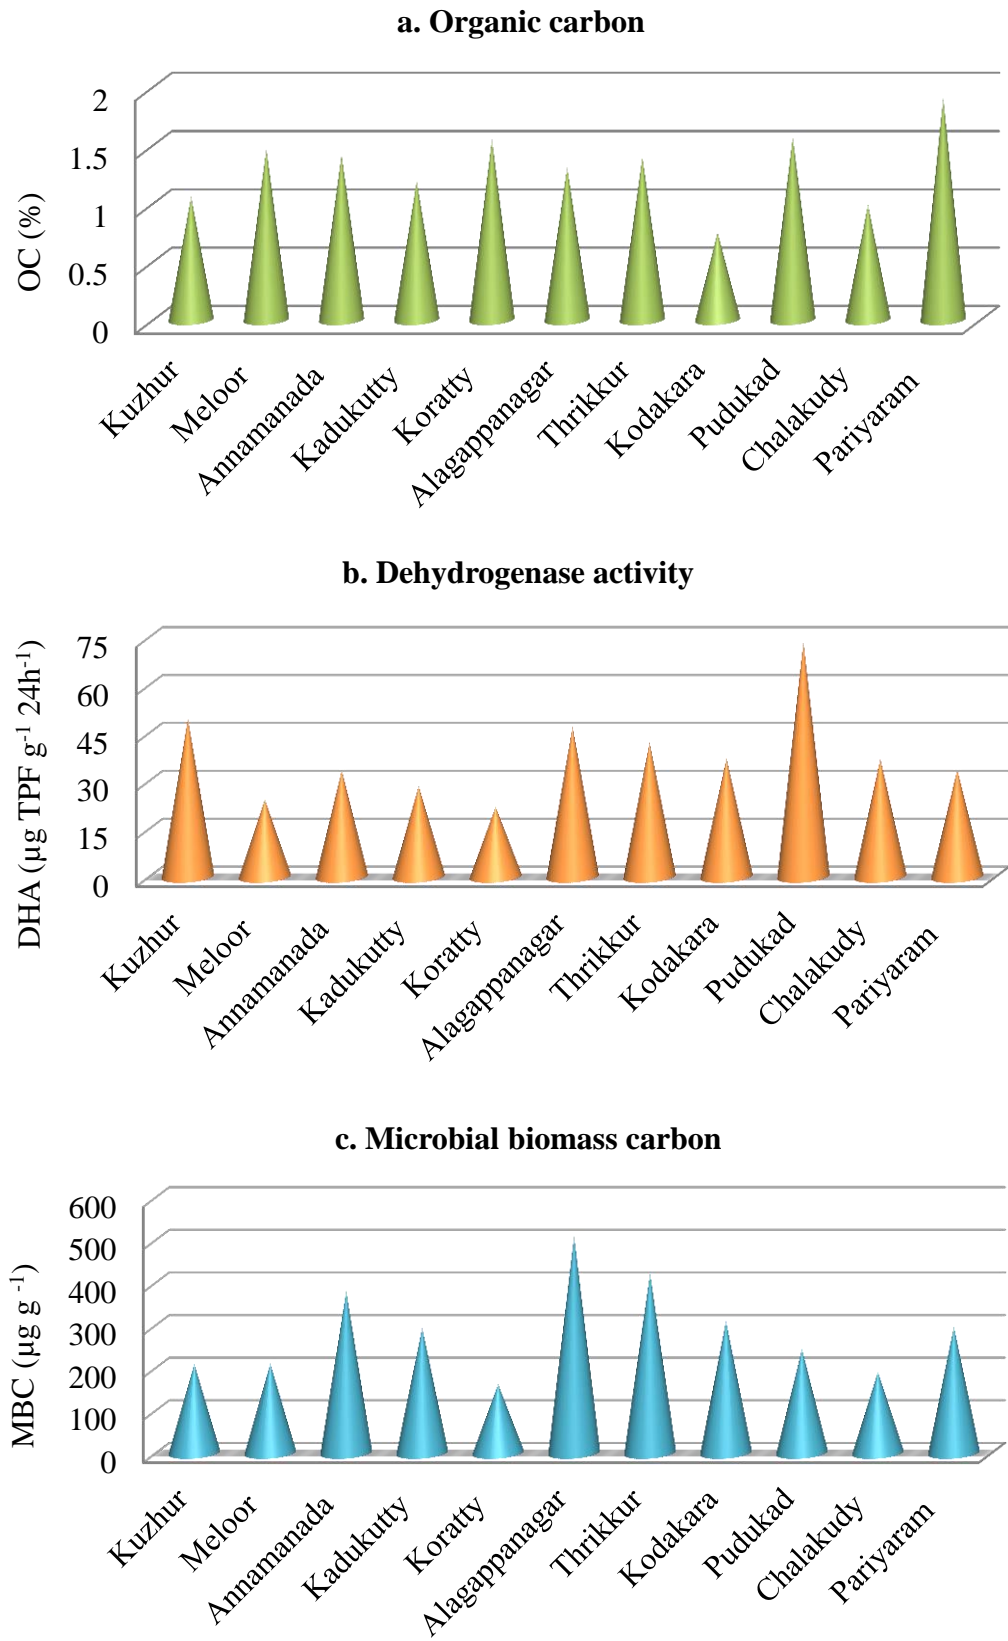 a. Organic carbon
2
1.5
1
0.5
0
OC (%)
Kuzhur
Meloor
Annamanada
Kadukutty
Koratty
Alagappanagar
Thrikkur
Kodakara
Pudukad
Chalakudy
Pariyaram
b. Dehydrogenase activity
75
60
45
30
15
0
DHA (µg TPF g⁻¹ 24h⁻¹)
Kuzhur
Meloor
Annamanada
Kadukutty
Koratty
Alagappanagar
Thrikkur
Kodakara
Pudukad
Chalakudy
Pariyaram
c. Microbial biomass carbon
600
500
400
300
200
100
0
MBC (µg g ⁻¹)
Kuzhur
Meloor
Annamanada
Kadukutty
Koratty
Alagappanagar
Thrikkur
Kodakara
Pudukad
Chalakudy
Pariyaram